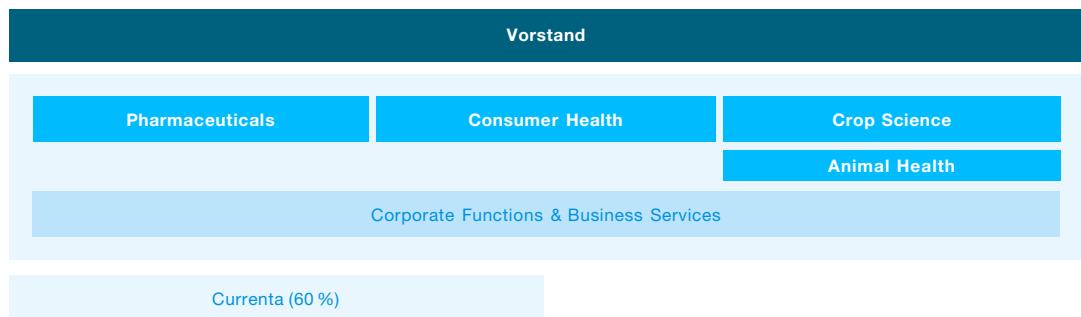 Vorstand
Pharmaceuticals
Consumer Health
Crop Science
Animal Health
Corporate Functions & Business Services
Currenta (60 %)